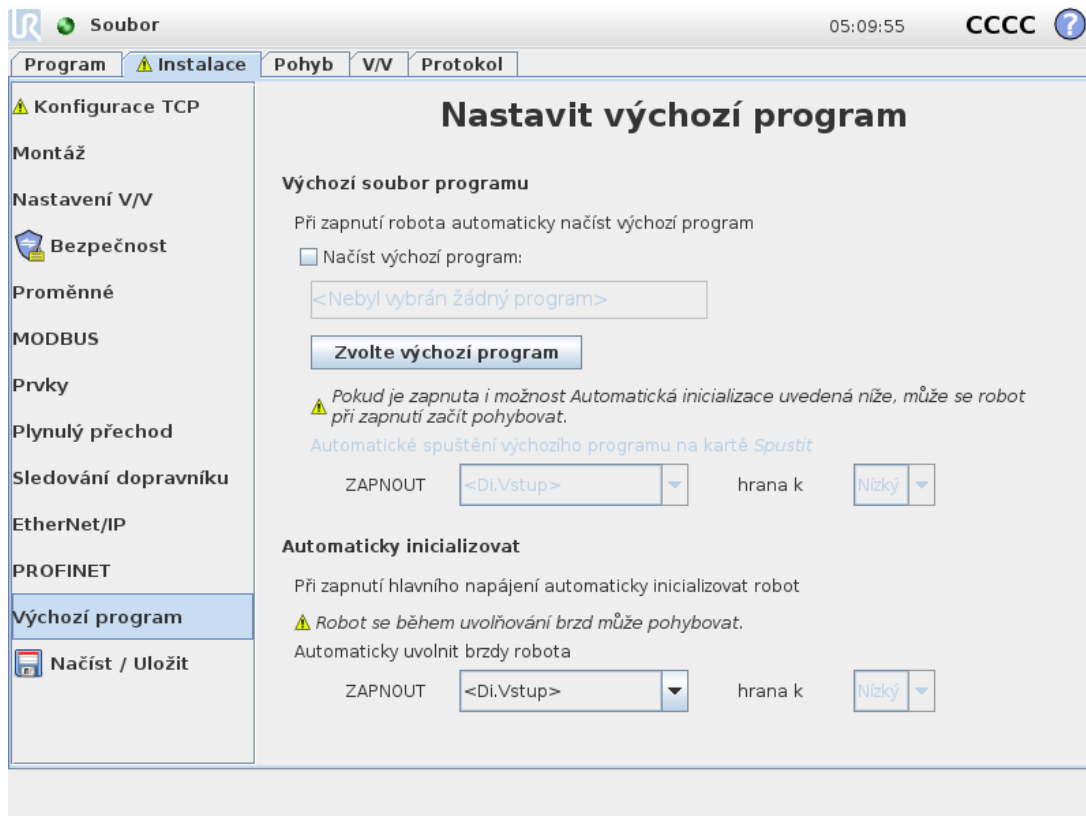 UR Soubor 05:09:55 CCCC ?
Program Instalace Pohyb V/V Protokol
Konfigurace TCP
Montáž
Nastavení V/V
Bezpečnost
Proměnné
MODBUS
Prvky
Plynulý přechod
Sledování dopravníku
EtherNet/IP
PROFINET
Výchozí program
Načíst / Uložit
Nastavit výchozí program
Výchozí soubor programu
Při zapnutí robota automaticky načíst výchozí program
Načíst výchozí program:
<Nebyl vybrán žádný program>
Zvolte výchozí program
Pokud je zapnuta i možnost Automatická inicializace uvedená níže, může se robot
při zapnutí začít pohybovat.
Automatické spuštění výchozího programu na kartě Spustit
ZAPNOUT <Di.Vstup> hrana k Nízký
Automaticky inicializovat
Při zapnutí hlavního napájení automaticky inicializovat robot
Robot se během uvolňování brzd může pohybovat.
Automaticky uvolnit brzdy robota
ZAPNOUT <Di.Vstup> hrana k Nízký